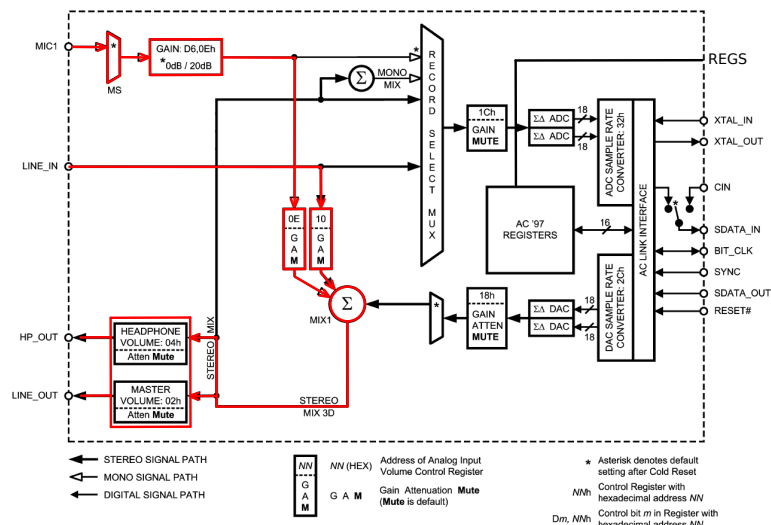 MIC1
*
MS
GAIN: D6,0Eh
*0dB / 20dB
Σ
MONO
MIX
*
RECORD SELECT MUX
REGS
1Ch
GAIN
MUTE
ΣΔ ADC
ΣΔ ADC
18
18
ADC SAMPLE RATE
CONVERTER: 32h
AC LINK INTERFACE
XTAL_IN
XTAL_OUT
LINE_IN
CIN
*
SDATA_IN
BIT_CLK
SYNC
SDATA_OUT
RESET#
0E
G
A
M
10
G
A
M
AC '97
REGISTERS
16
Σ
MIX1
*
18h
GAIN
ATTEN
MUTE
ΣΔ DAC
ΣΔ DAC
18
18
DAC SAMPLE RATE
CONVERTER: 2Ch
HP_OUT
HEADPHONE
VOLUME: 04h
Atten Mute
STEREO MIX
LINE_OUT
MASTER
VOLUME: 02h
Atten Mute
STEREO
MIX 3D
STEREO SIGNAL PATH
MONO SIGNAL PATH
DIGITAL SIGNAL PATH
NN
G
A
M
NN (HEX)
Address of Analog Input
Volume Control Register
G A M
Gain Attenuation Mute
(Mute is default)
* Asterisk denotes default
setting after Cold Reset
NNh Control Register with
hexadecimal address NN
Dm, NNh Control bit m in Register with
hexadecimal address NN